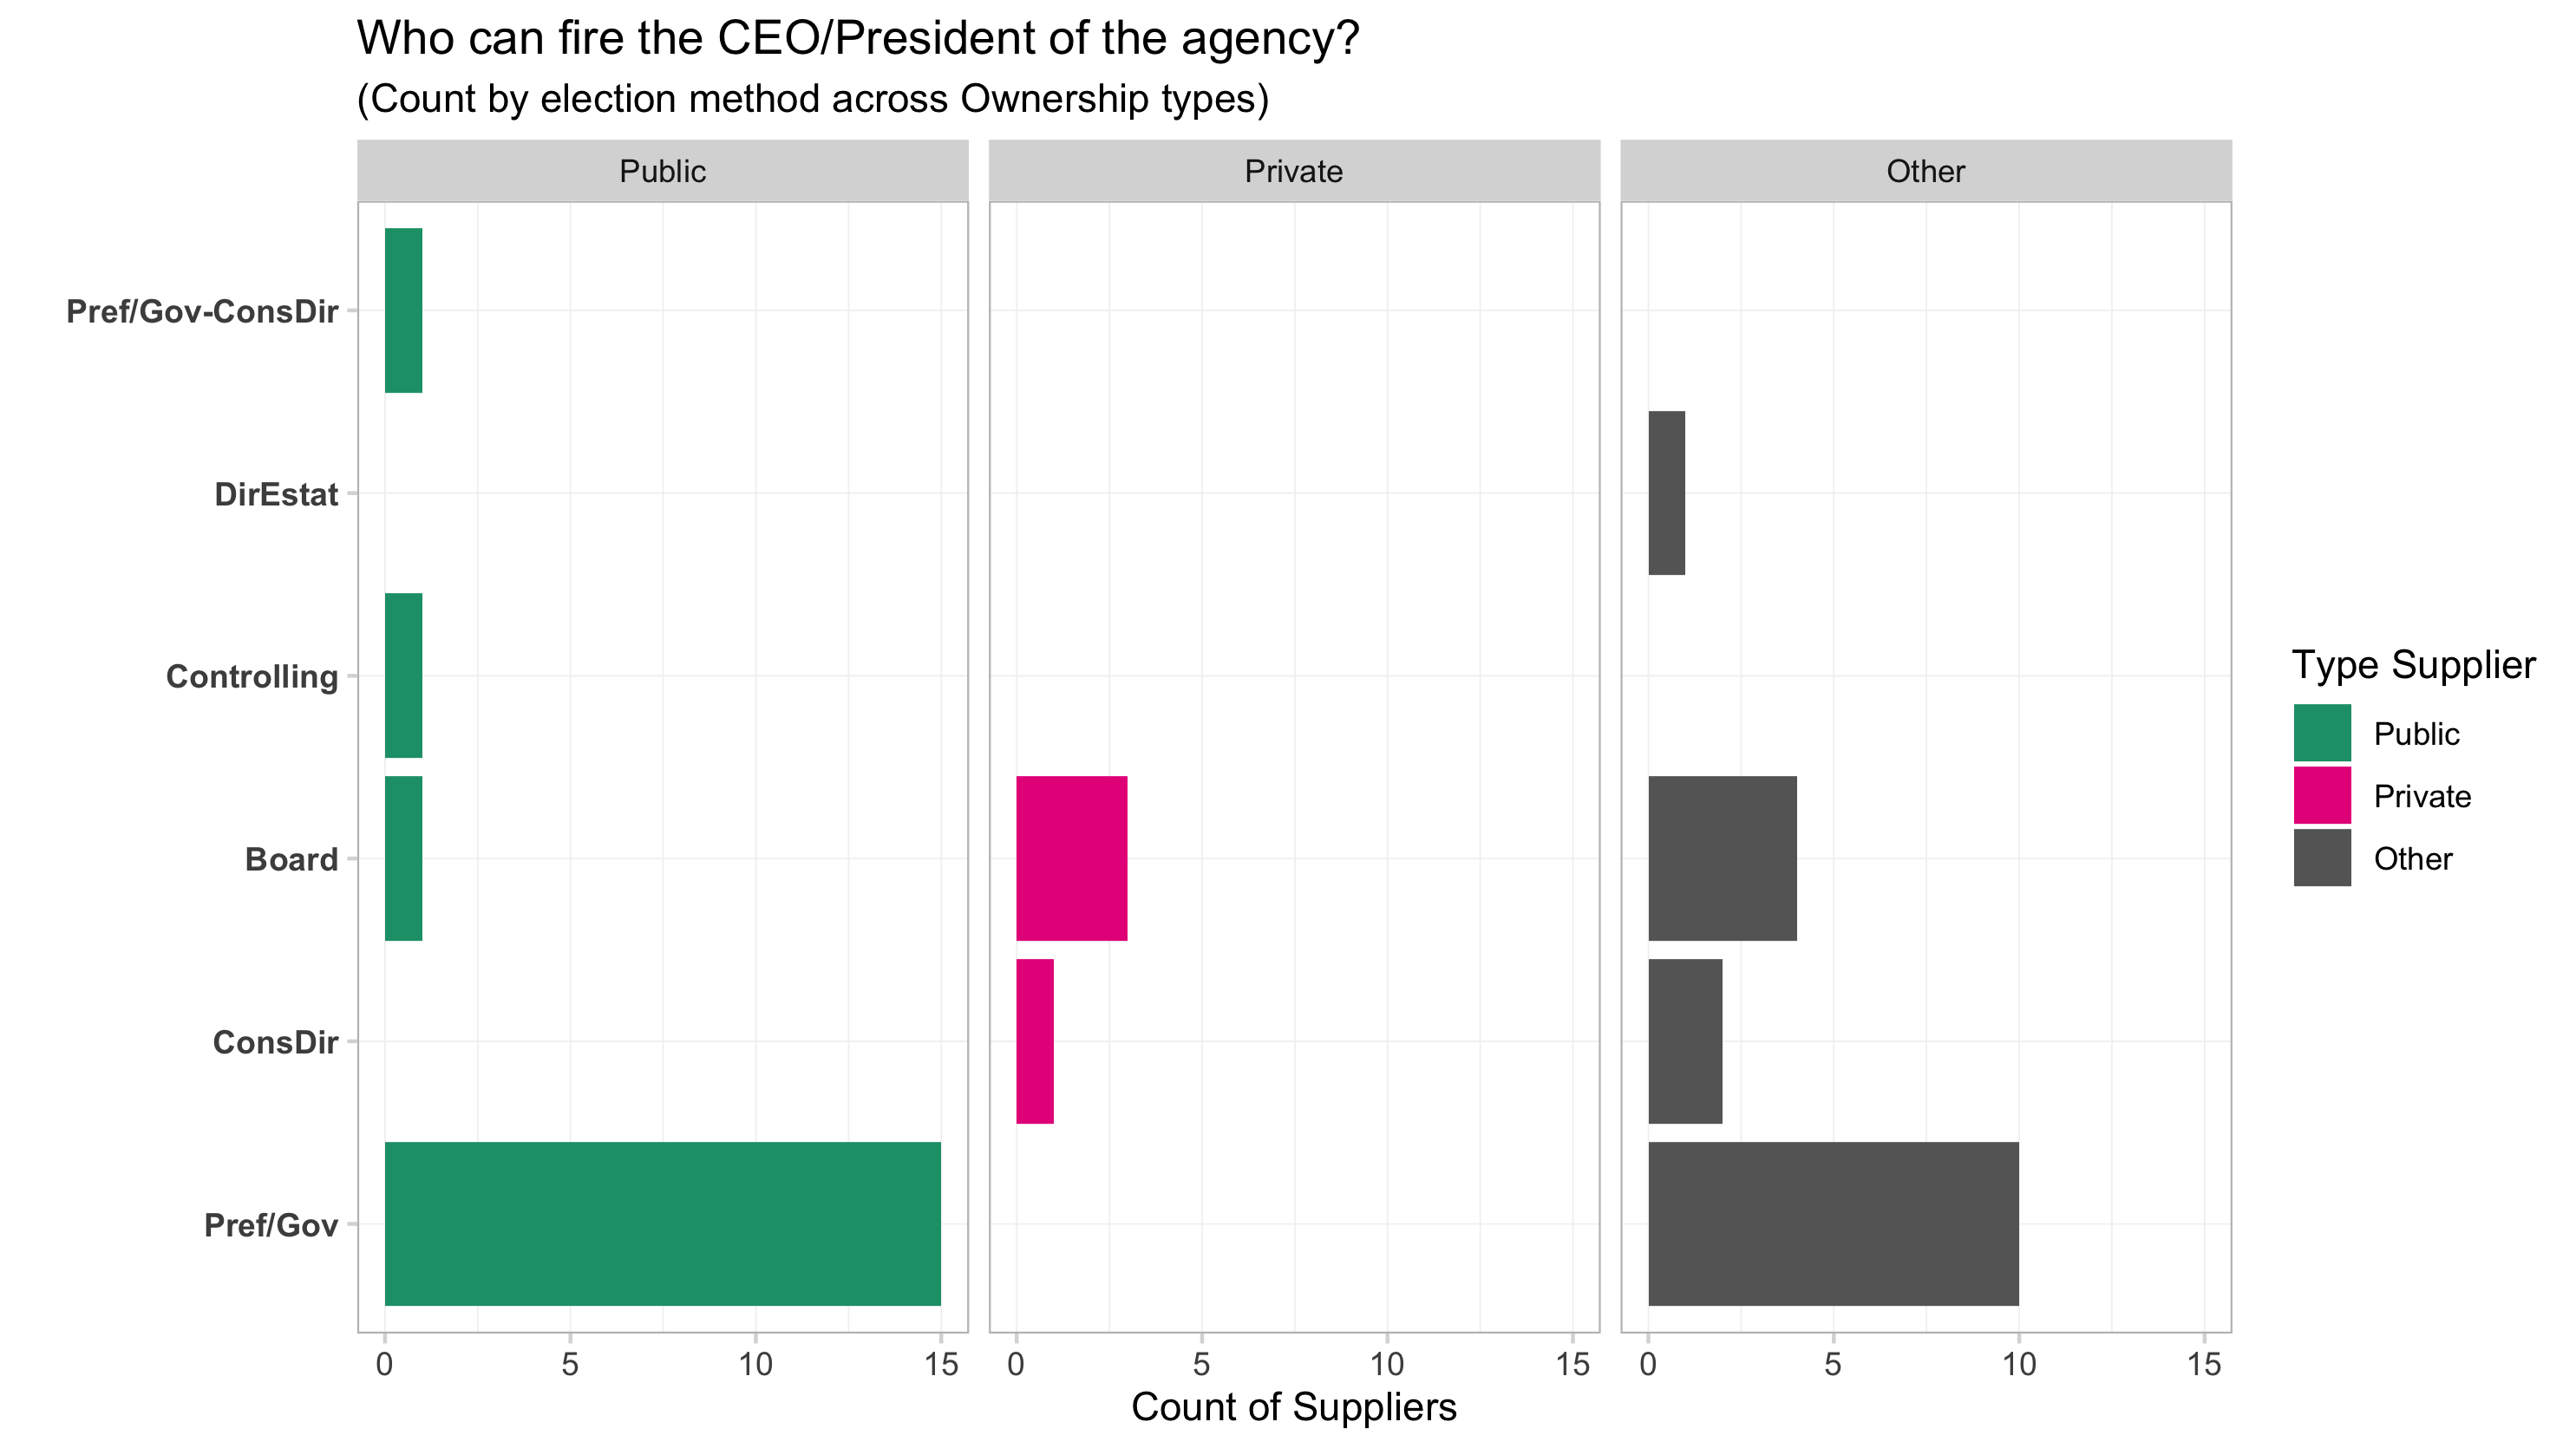 Who can fire the CEO/President of the agency?
(Count by election method across Ownership types)
Public
Private
Other
Pref/Gov-ConsDir
DirEstat
Controlling
Board
ConsDir
Pref/Gov
0 5 10 15
0 5 10 15
0 5 10 15
Count of Suppliers
Type Supplier
Public
Private
Other